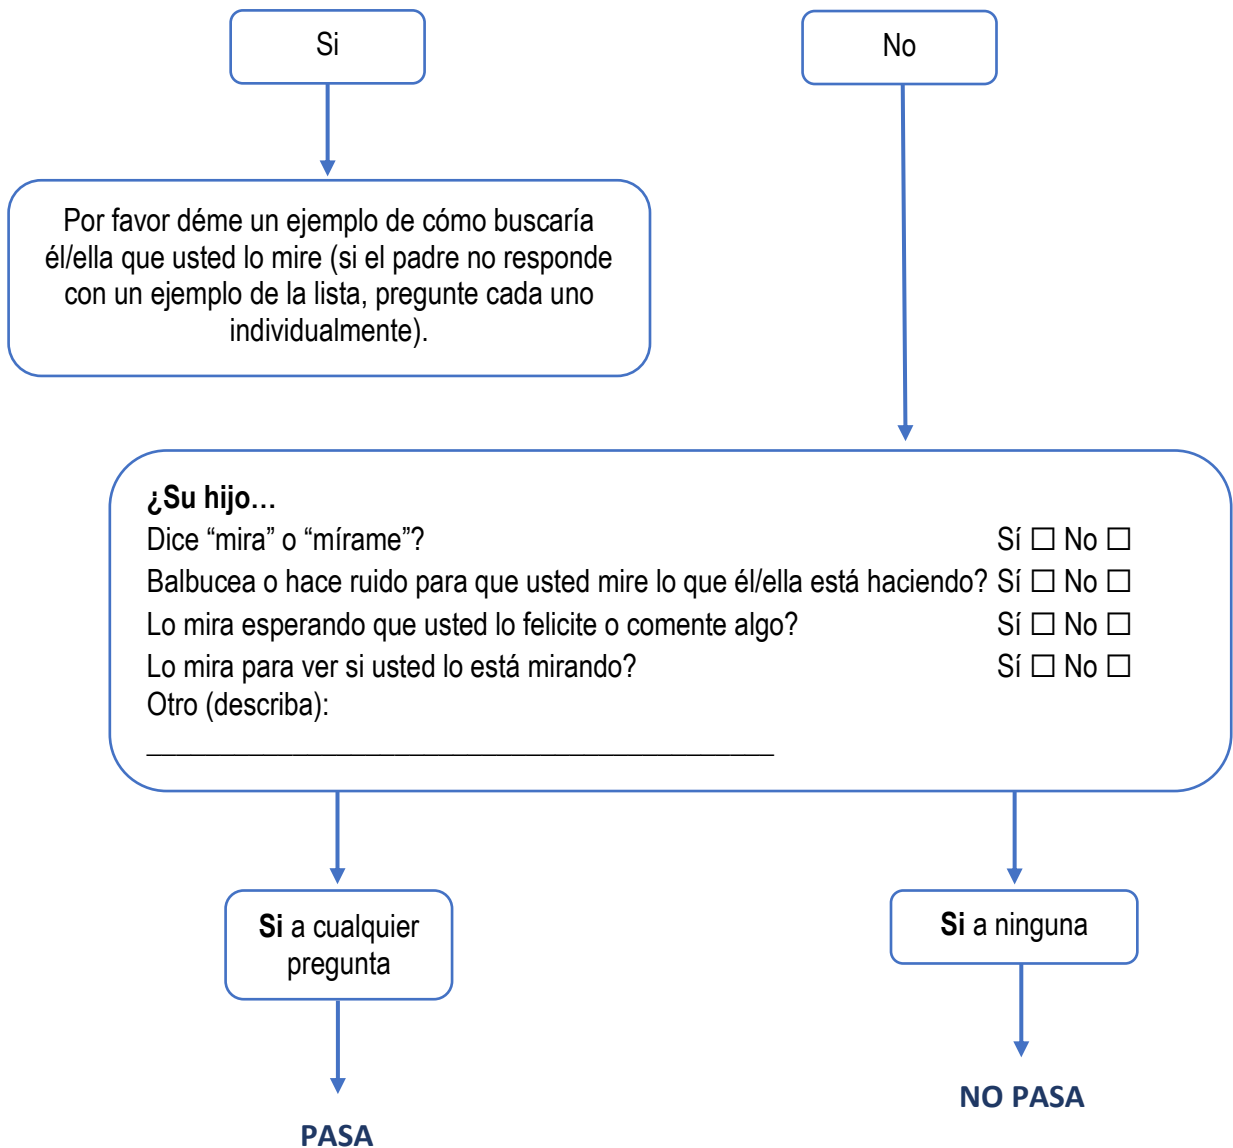 Si
No
Por favor déme un ejemplo de cómo buscaría
él/ella que usted lo mire (si el padre no responde
con un ejemplo de la lista, pregunte cada uno
individualmente).
¿Su hijo…
Dice “mira” o “mírame”? Sí ☐ No ☐
Balbucea o hace ruido para que usted mire lo que él/ella está haciendo? Sí ☐ No ☐
Lo mira esperando que usted lo felicite o comente algo? Sí ☐ No ☐
Lo mira para ver si usted lo está mirando? Sí ☐ No ☐
Otro (describa):
Si a cualquier
pregunta
Si a ninguna
NO PASA
PASA